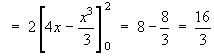 = 2[4x − x³/3]₀² = 8 − 8/3 = 16/3